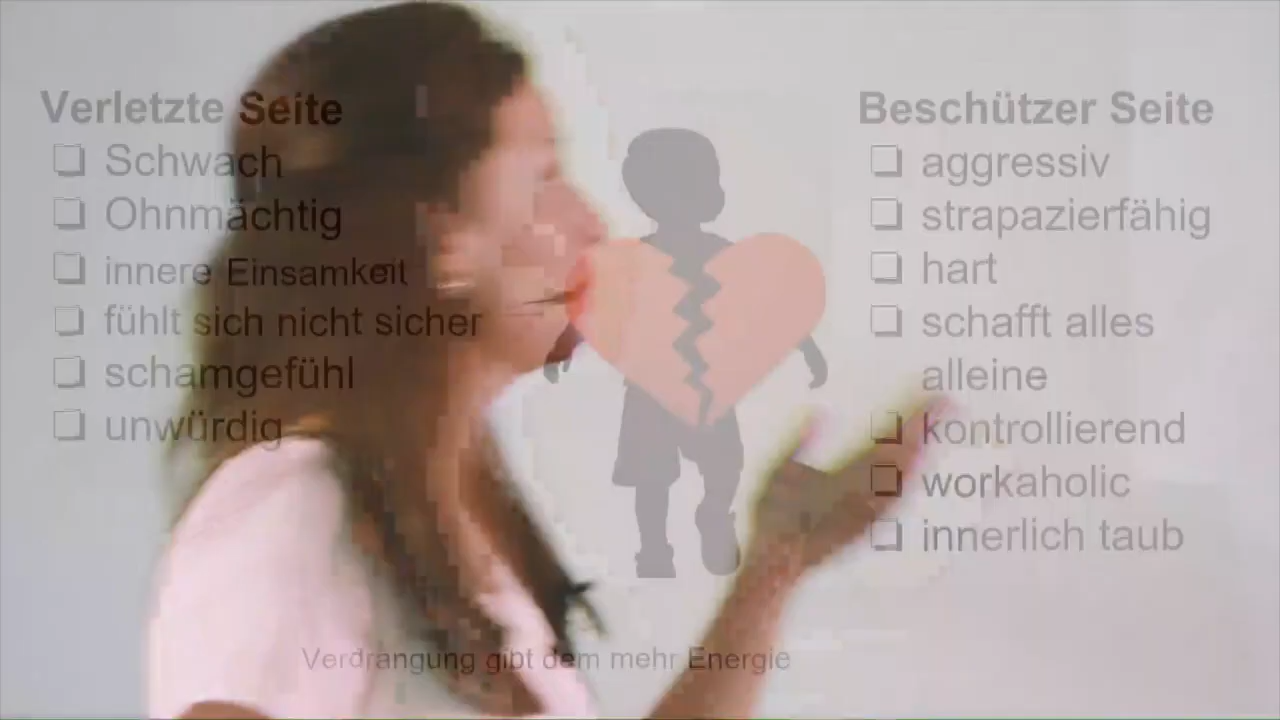 Verletzte Seite
❏ Schwach
❏ Ohnmächtig
❏ innere Einsamkeit
❏ fühlt sich nicht sicher
❏ schamgefühl
❏ unwürdig
Beschützer Seite
❏ aggressiv
❏ strapazierfähig
❏ hart
❏ schafft alles
alleine
❏ kontrollierend
❏ workaholic
❏ innerlich taub
Verdrangung gibt dem mehr Energie